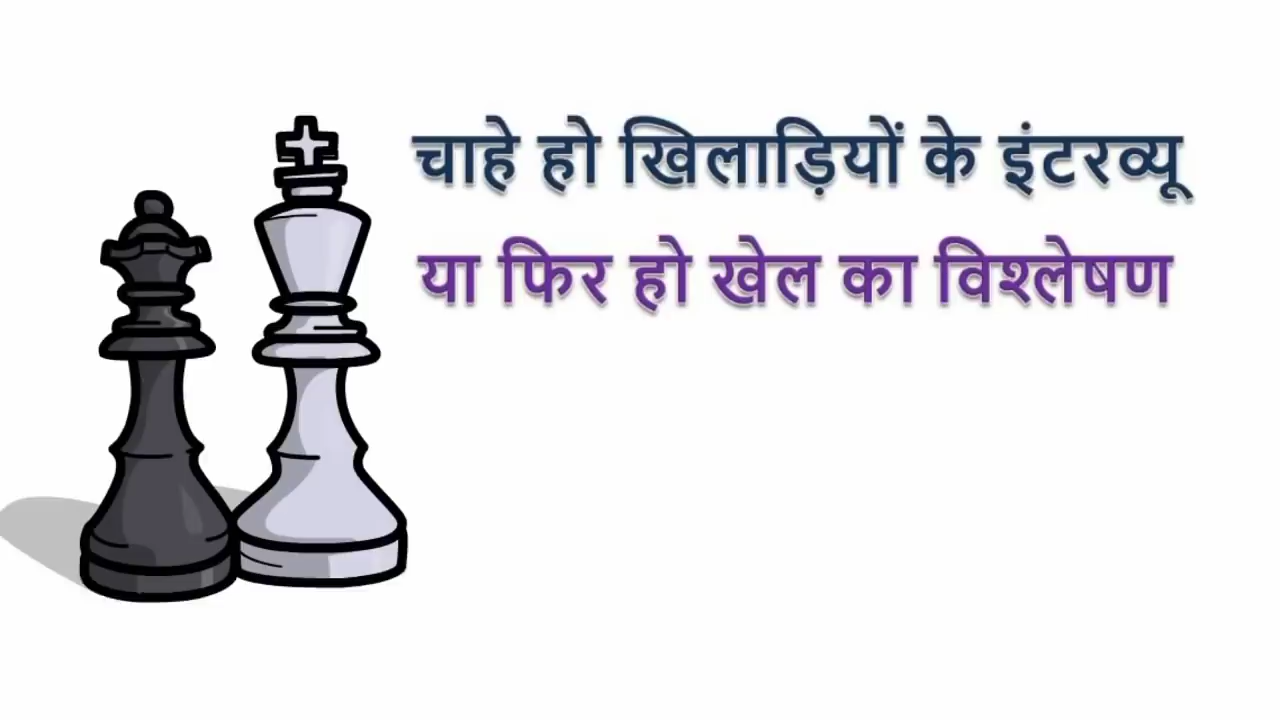 चाहे हो खिलाड़ियों के इंटरव्यू
या फिर हो खेल का विश्लेषण